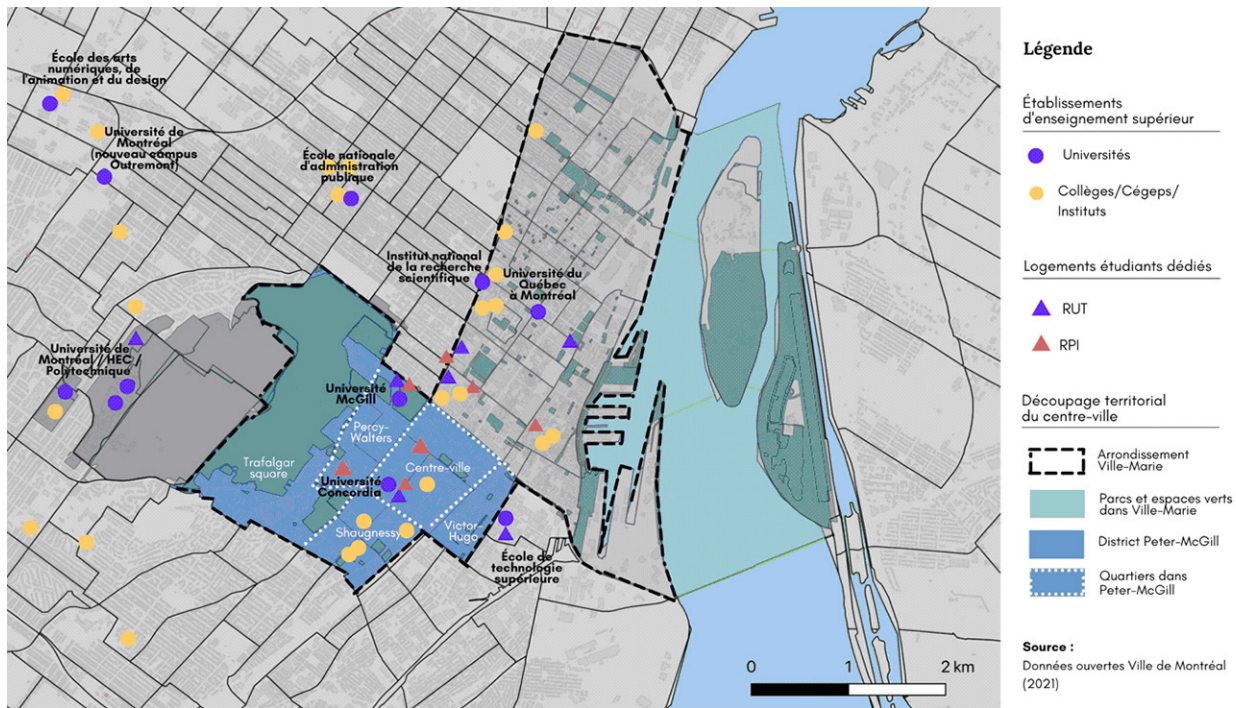 École des arts
numériques, de
l'animation et du design
Université de
Montréal
(nouveau campus
Outremont)
École nationale
d'administration
publique
Institut national
de la recherche
scientifique
Université du
Québec
à Montréal
Université de
Montréal / HEC /
Polytechnique
Université
McGill
Percy-
Walters
Trafalgar
square
Centre-ville
Université
Concordia
Shaugnessy
Victor-
Hugo
École de
technologie
supérieure
0 1 2 km
Légende
Établissements
d'enseignement supérieur
Universités
Collèges/Cégeps/
Instituts
Logements étudiants dédiés
RUT
RPI
Découpage territorial
du centre-ville
Arrondissement
Ville-Marie
Parcs et espaces verts
dans Ville-Marie
District Peter-McGill
Quartiers dans
Peter-McGill
Source :
Données ouvertes Ville de Montréal
(2021)